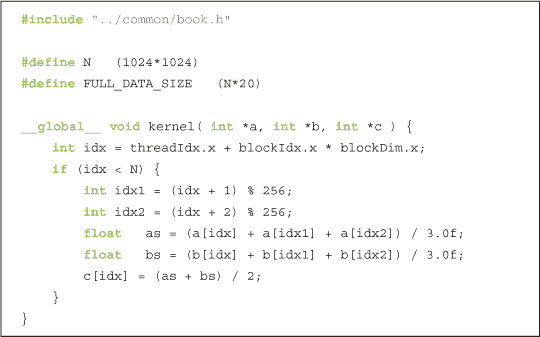 #include "../common/book.h"
#define N (1024*1024)
#define FULL_DATA_SIZE (N*20)
__global__ void kernel( int *a, int *b, int *c ) {
int idx = threadIdx.x + blockIdx.x * blockDim.x;
if (idx < N) {
int idx1 = (idx + 1) % 256;
int idx2 = (idx + 2) % 256;
float as = (a[idx] + a[idx1] + a[idx2]) / 3.0f;
float bs = (b[idx] + b[idx1] + b[idx2]) / 3.0f;
c[idx] = (as + bs) / 2;
}
}